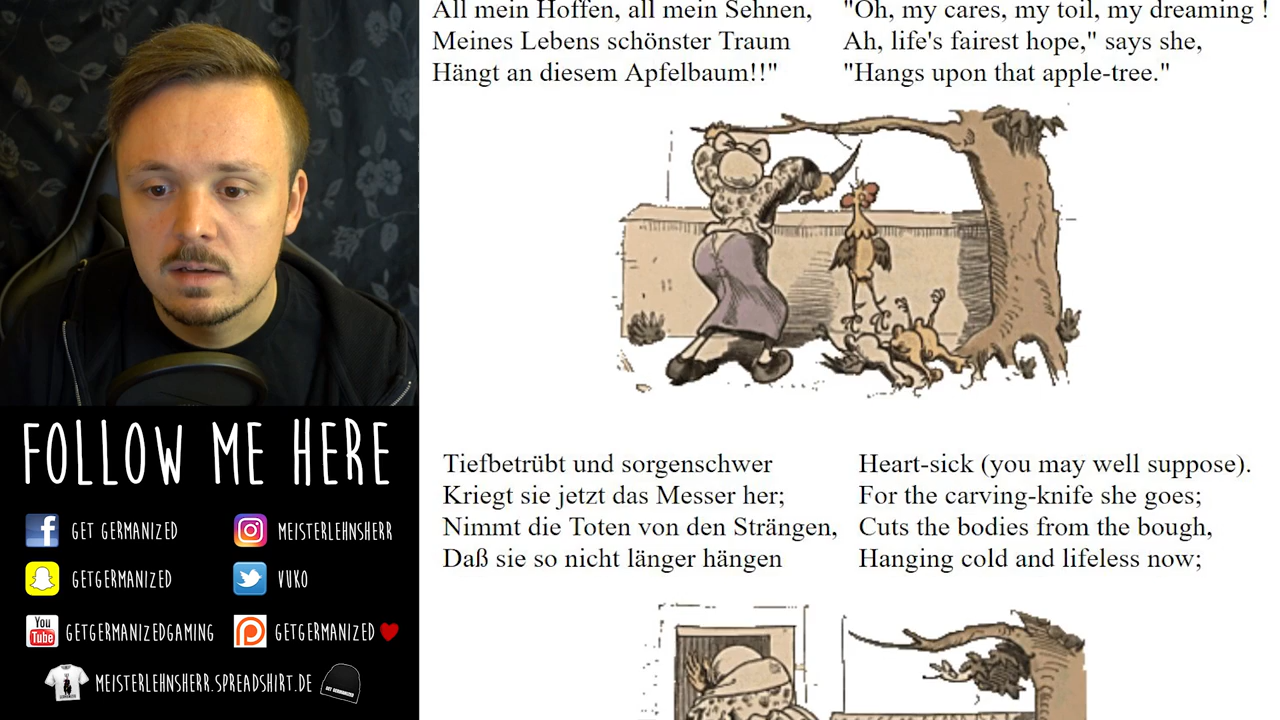 All mein Hoffen, all mein Sehnen,
Meines Lebens schönster Traum
Hängt an diesem Apfelbaum!!"
"Oh, my cares, my toil, my dreaming !
Ah, life's fairest hope," says she,
"Hangs upon that apple-tree."
Tiefbetrübt und sorgenschwer
Kriegt sie jetzt das Messer her;
Nimmt die Toten von den Strängen,
Daß sie so nicht länger hängen
Heart-sick (you may well suppose).
For the carving-knife she goes;
Cuts the bodies from the bough,
Hanging cold and lifeless now;
FOLLOW ME HERE
GET GERMANIZED
MEISTERLEHNSHERR
GETGERMANIZED
VUKO
You
Tube
GETGERMANIZEDGAMING
GETGERMANIZED
MEISTERLEHNSHERR.SPREADSHIRT.DE